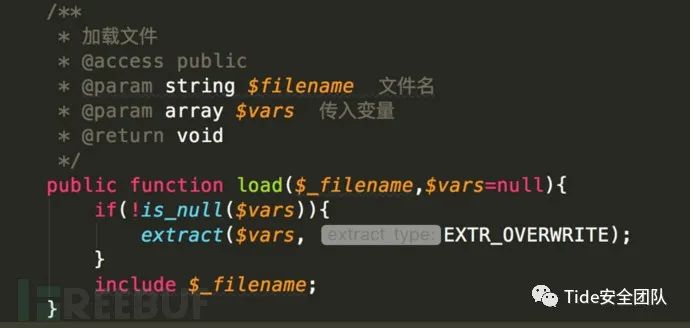 /**
* 加载文件
* @access public
* @param string $filename 文件名
* @param array $vars 传入变量
* @return void
*/
public function load($_filename,$vars=null){
if(!is_null($vars)){
extract($vars, extract type: EXTR_OVERWRITE);
}
include $_filename;
}
FREEBUF
Tide安全团队